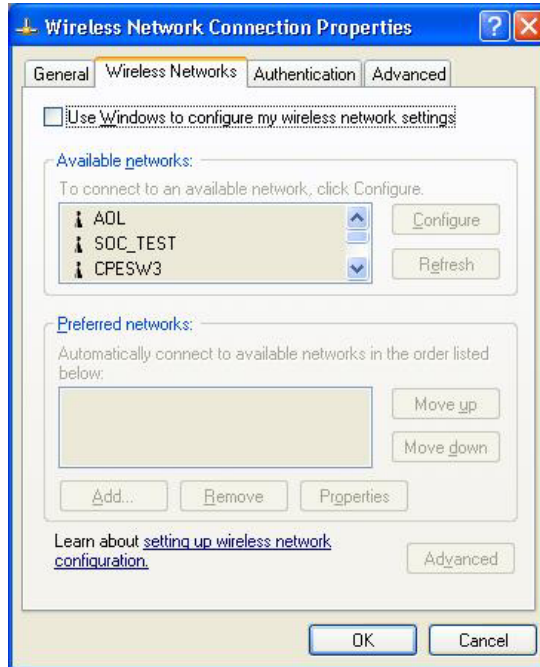 Wireless Network Connection Properties
General Wireless Networks Authentication Advanced
Use Windows to configure my wireless network settings
Available networks:
To connect to an available network, click Configure.
AOL
SOC_TEST
CPESW3
Configure
Refresh
Preferred networks:
Automatically connect to available networks in the order listed
below:
Move up
Move down
Add... Remove Properties
Learn about setting up wireless network
configuration.
Advanced
OK Cancel